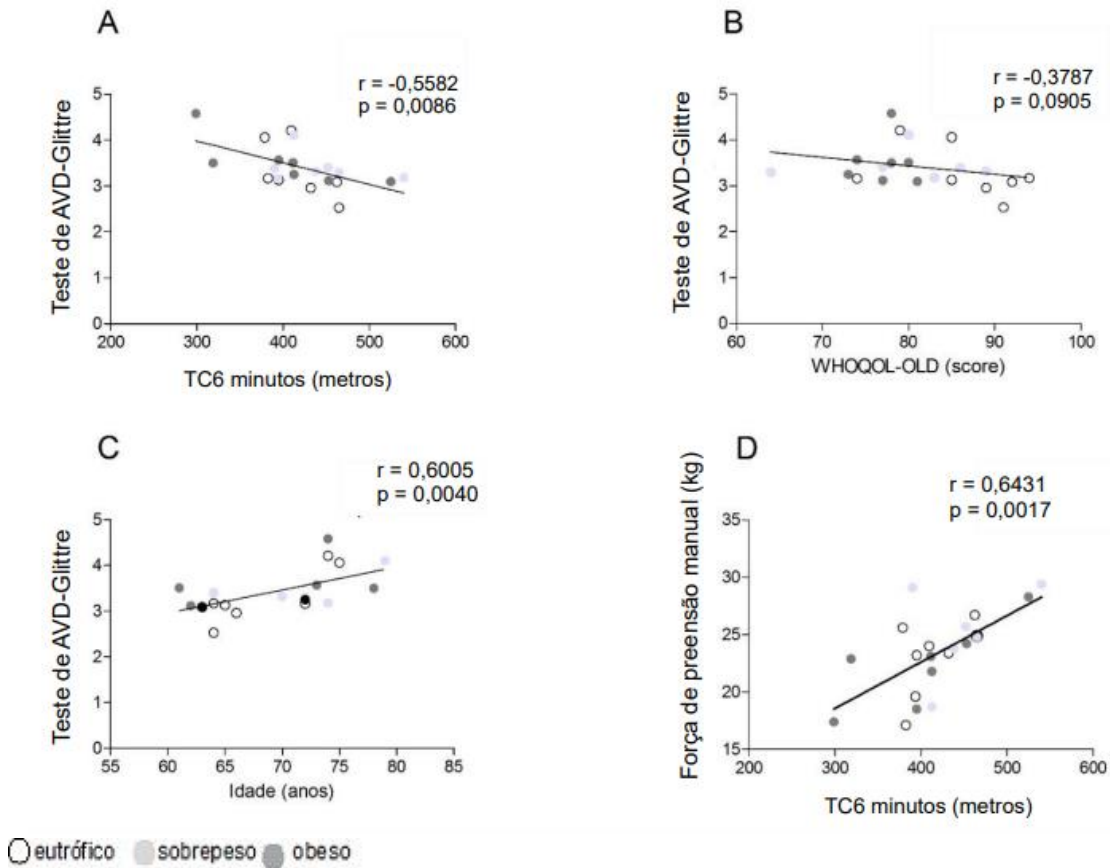 A
r = -0,5582
p = 0,0086
Teste de AVD-Glittre
5
4
3
2
1
0
200 300 400 500 600
TC6 minutos (metros)
B
r = -0,3787
p = 0,0905
Teste de AVD-Glittre
5
4
3
2
1
0
60 70 80 90 100
WHOQOL-OLD (score)
C
r = 0,6005
p = 0,0040
Teste de AVD-Glittre
5
4
3
2
1
0
55 60 65 70 75 80 85
Idade (anos)
D
r = 0,6431
p = 0,0017
Força de preensão manual (kg)
35
30
25
20
15
200 300 400 500 600
TC6 minutos (metros)
eutrófico sobrepeso obeso